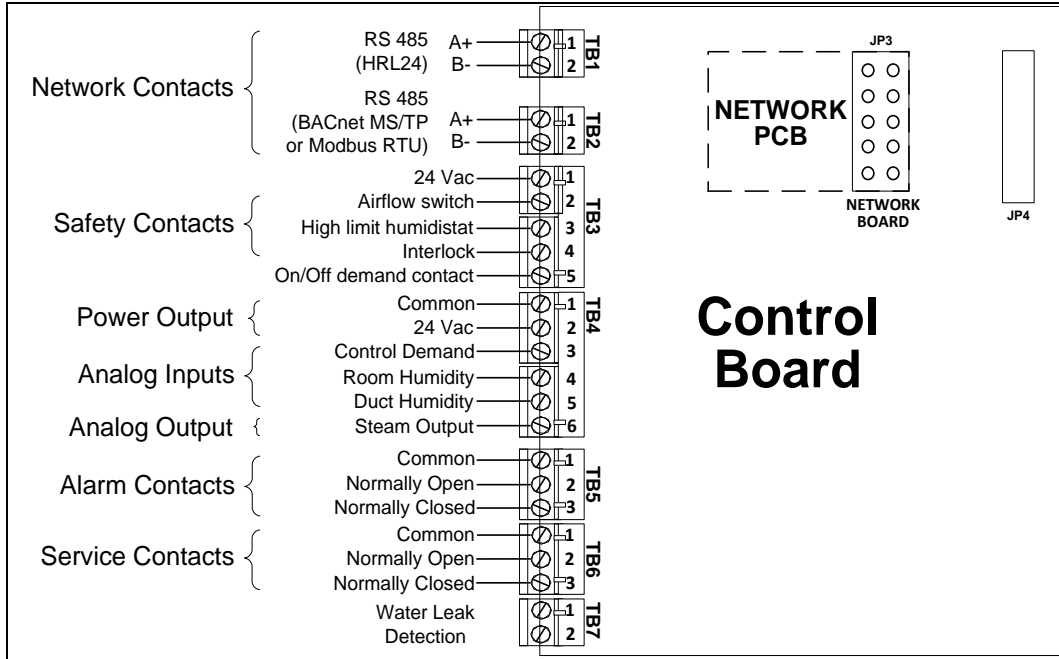 Network Contacts
RS 485 A+ 1
(HRL24) B- 2
TB1
RS 485
(BACnet MS/TP A+ 1
or Modbus RTU) B- 2
TB2
Safety Contacts
24 Vac 1
Airflow switch 2
High limit humidistat 3
Interlock 4
On/Off demand contact 5
TB3
Power Output
Common 1
24 Vac 2
Analog Inputs
Control Demand 3
Room Humidity 4
Duct Humidity 5
Analog Output
Steam Output 6
TB4
Alarm Contacts
Common 1
Normally Open 2
Normally Closed 3
TB5
Service Contacts
Common 1
Normally Open 2
Normally Closed 3
TB6
Water Leak 1
Detection 2
TB7
JP3
NETWORK
PCB
NETWORK
BOARD
JP4
Control
Board